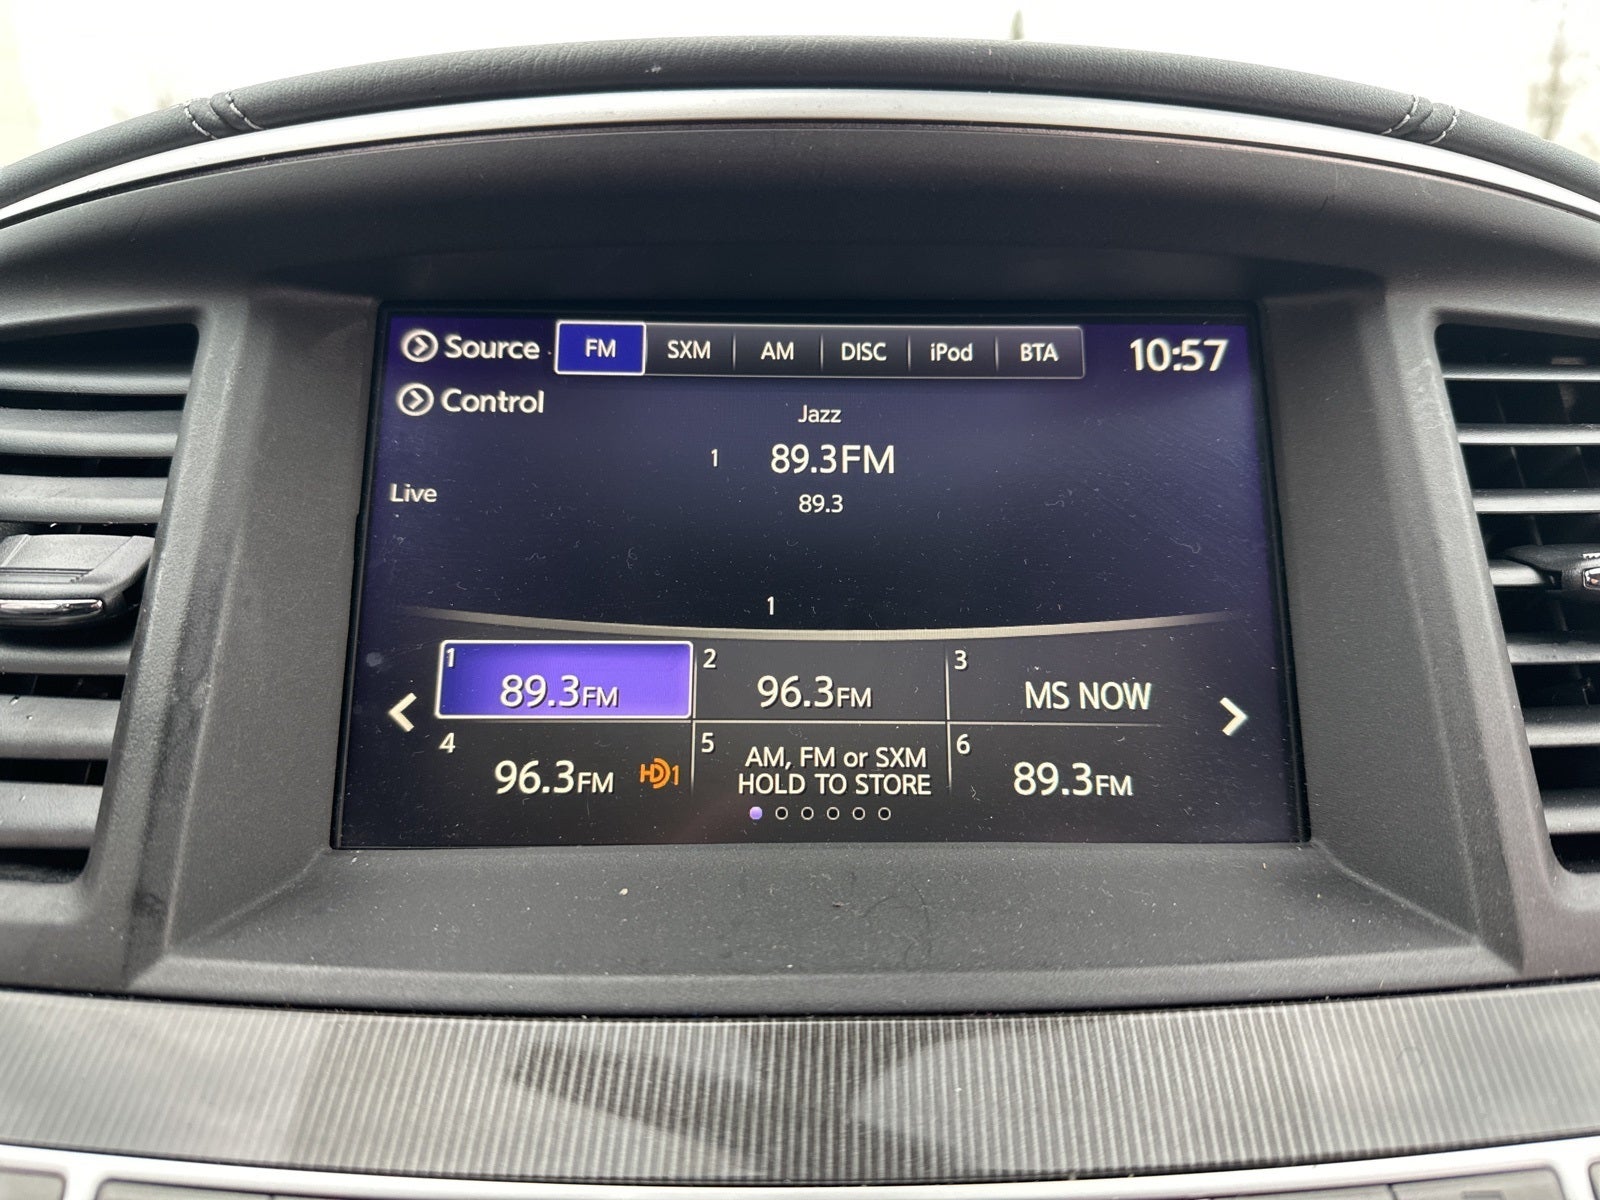 Source FM SXM AM DISC iPod BTA 10:57
Control
Jazz
1 89.3FM
Live
89.3
1
1 89.3FM 2 96.3FM 3 MS NOW
4 96.3FM HD1 5 AM, FM or SXM
HOLD TO STORE 6 89.3FM